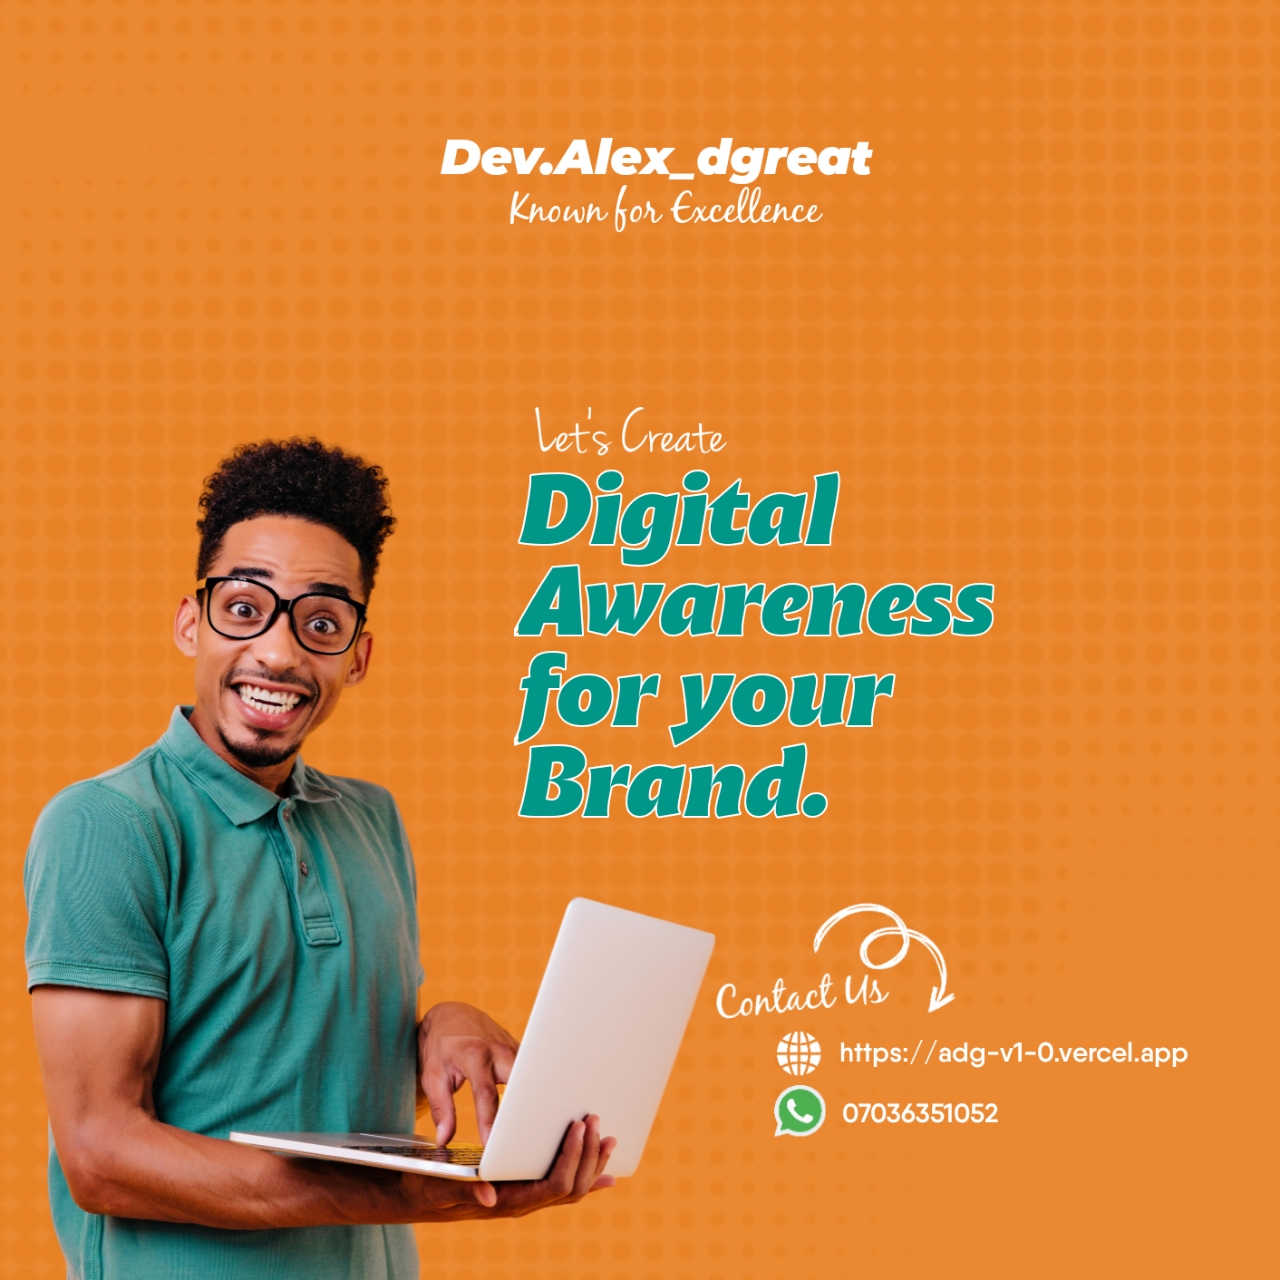 Dev.Alex_dgreat
Known for Excellence
Let's Create
Digital
Awareness
for your
Brand.
Contact Us
https://adg-v1-0.vercel.app
07036351052